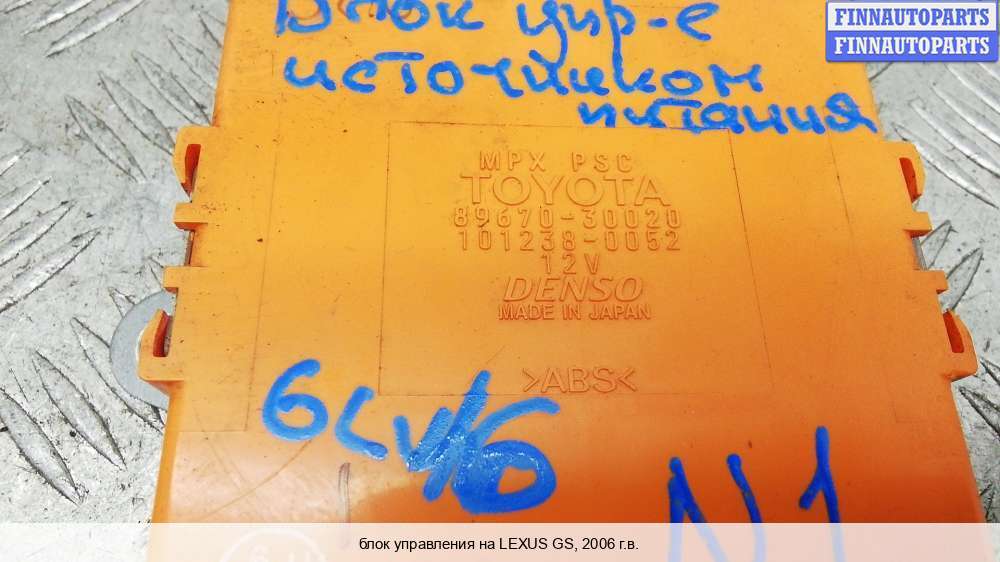 Блок упр-е
источником
питания
FINNAUTOPARTS
FINNAUTOPARTS
MPX PSC
TOYOTA
89670-30020
101238-0052
12V
DENSO
MADE IN JAPAN
>ABS<
GLV6
N1
блок управления на LEXUS GS, 2006 г.в.